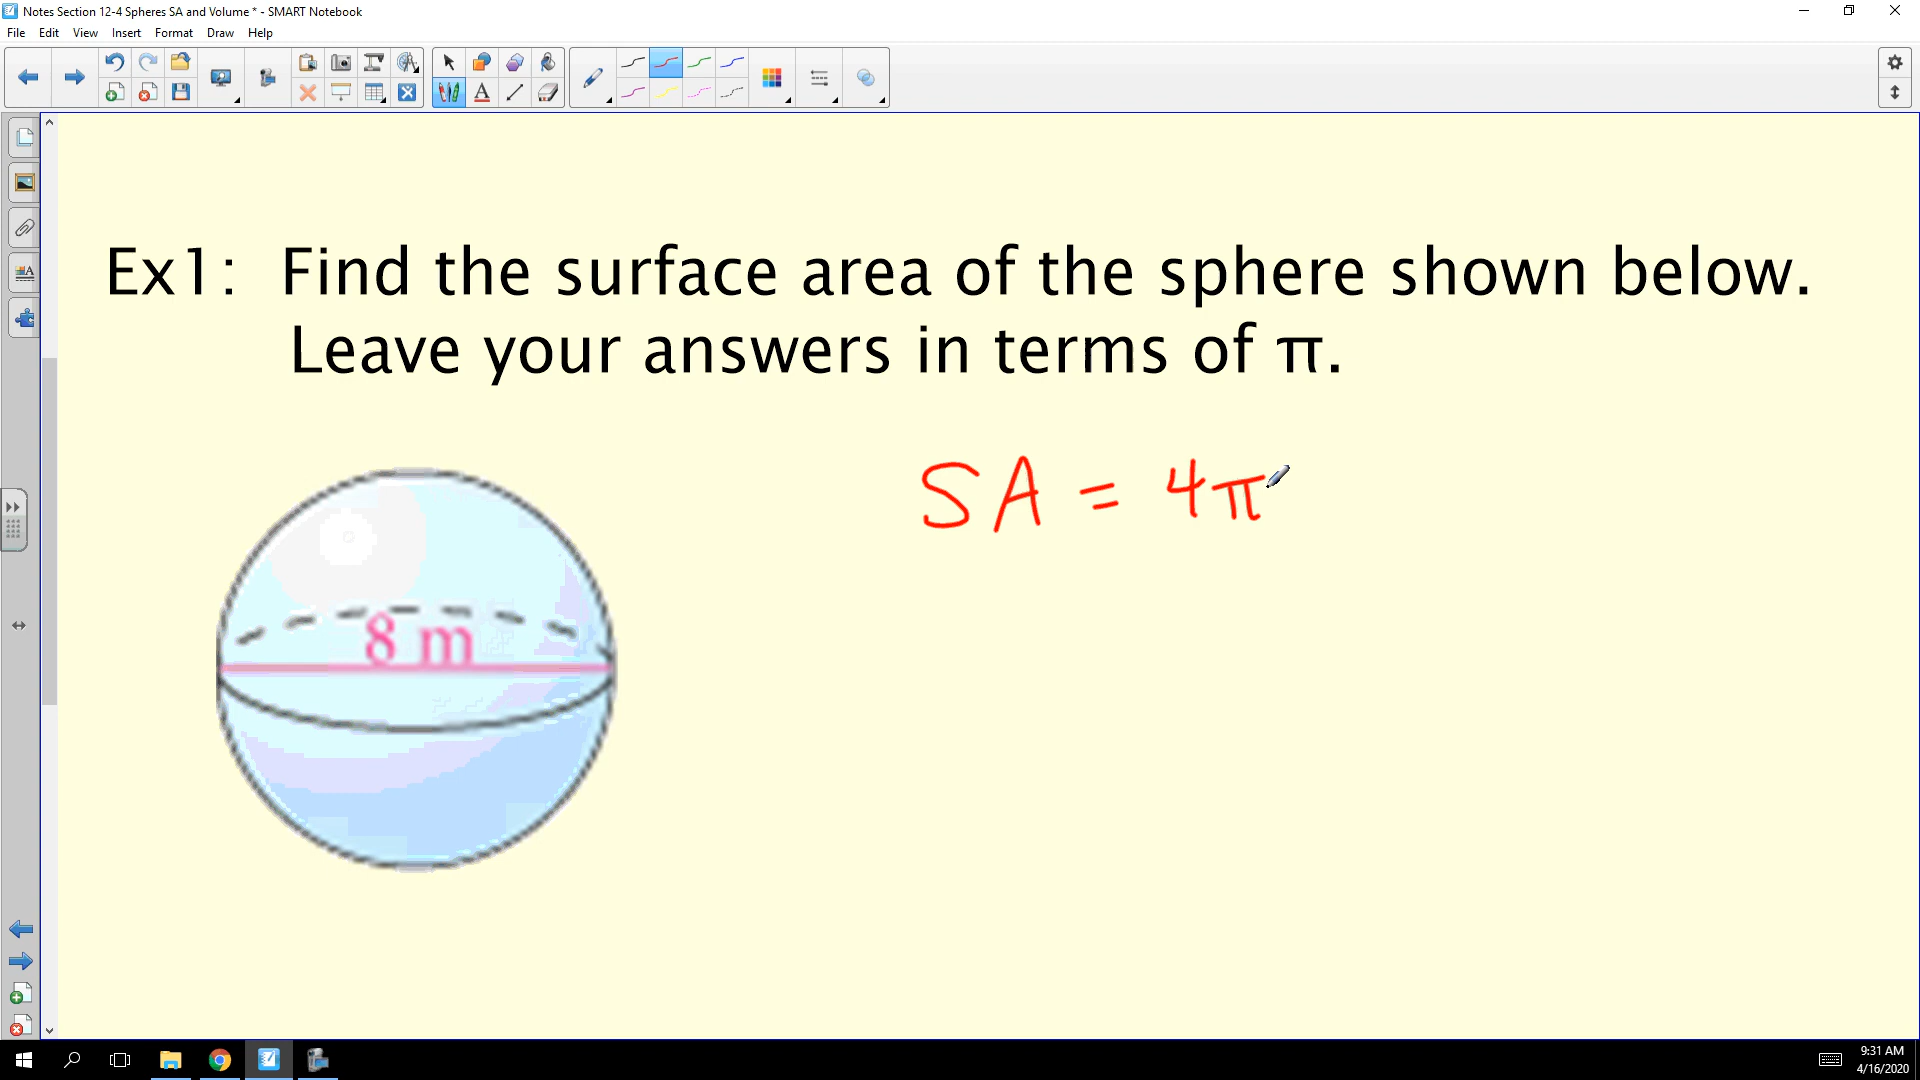 Notes Section 12-4 Spheres SA and Volume * - SMART Notebook
File Edit View Insert Format Draw Help
Ex1: Find the surface area of the sphere shown below.
Leave your answers in terms of π.
SA = 4π
8 m
9:31 AM
4/16/2020